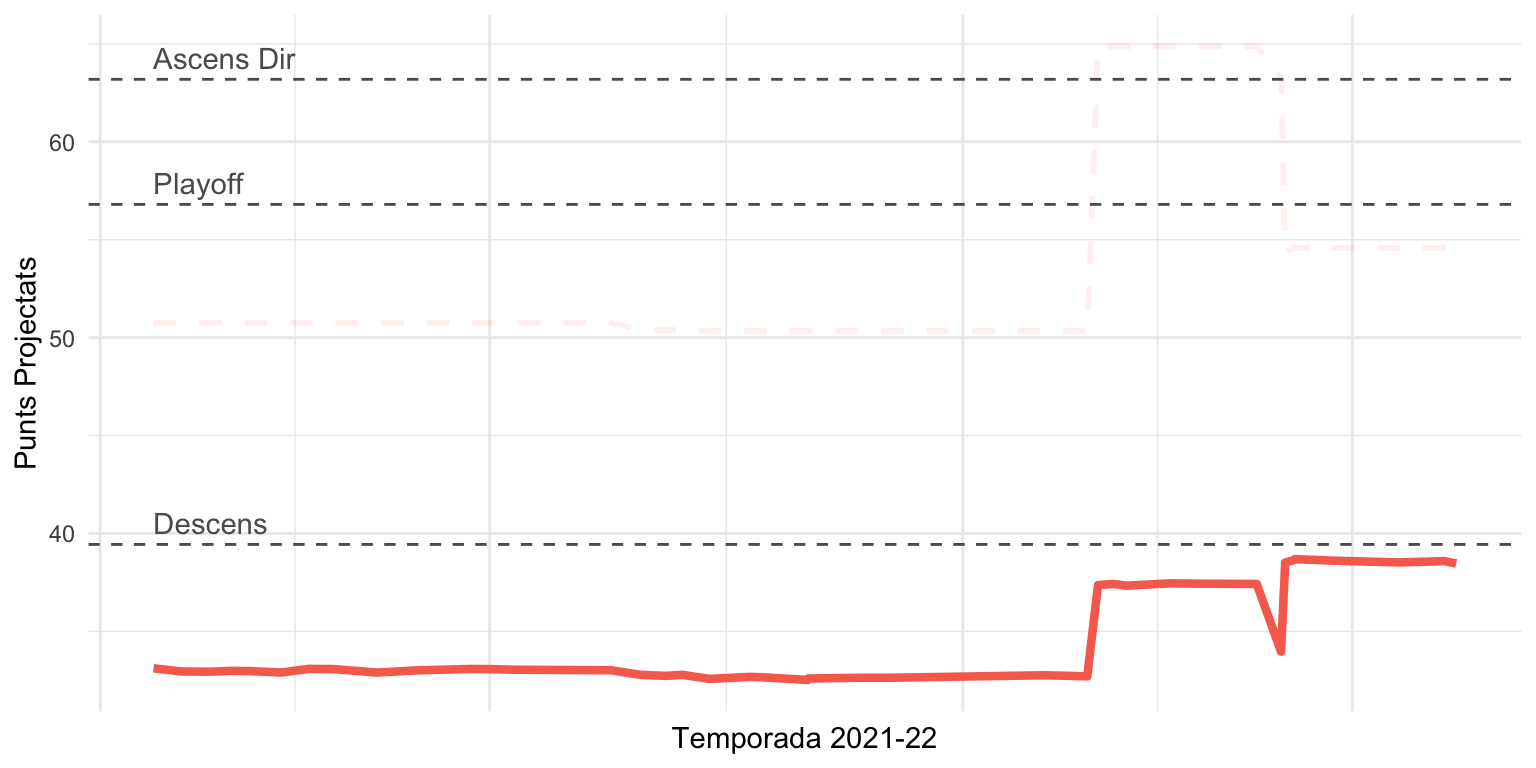 Ascens Dir
60
Playoff
50
Descens
40
Punts Projectats
Temporada 2021-22